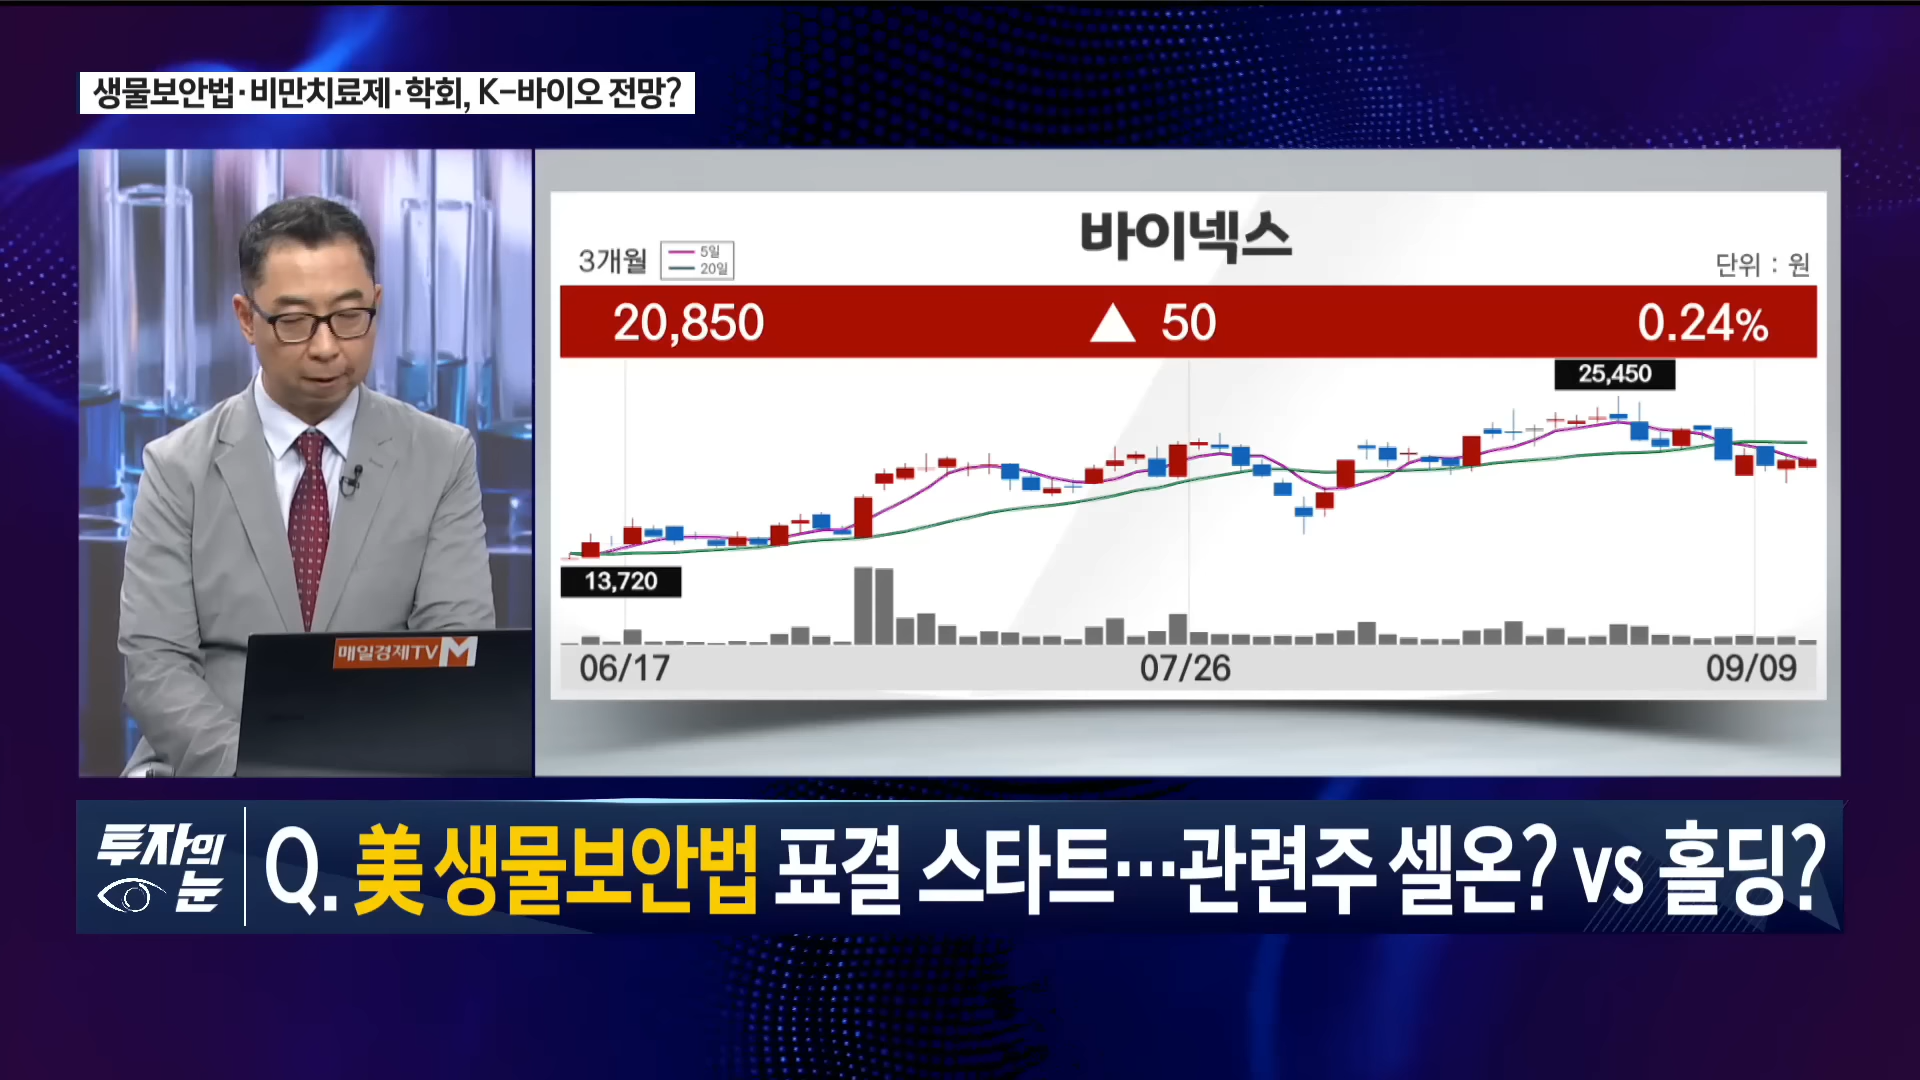 생물보안법·비만치료제·학회, K-바이오 전망?
바이넥스
3개월
5일
20일
단위 : 원
20,850 ▲ 50 0.24%
25,450
13,720
06/17 07/26 09/09
매일경제TV M
투자의 눈
Q. 美 생물보안법 표결 스타트…관련주 셀온? vs 홀딩?